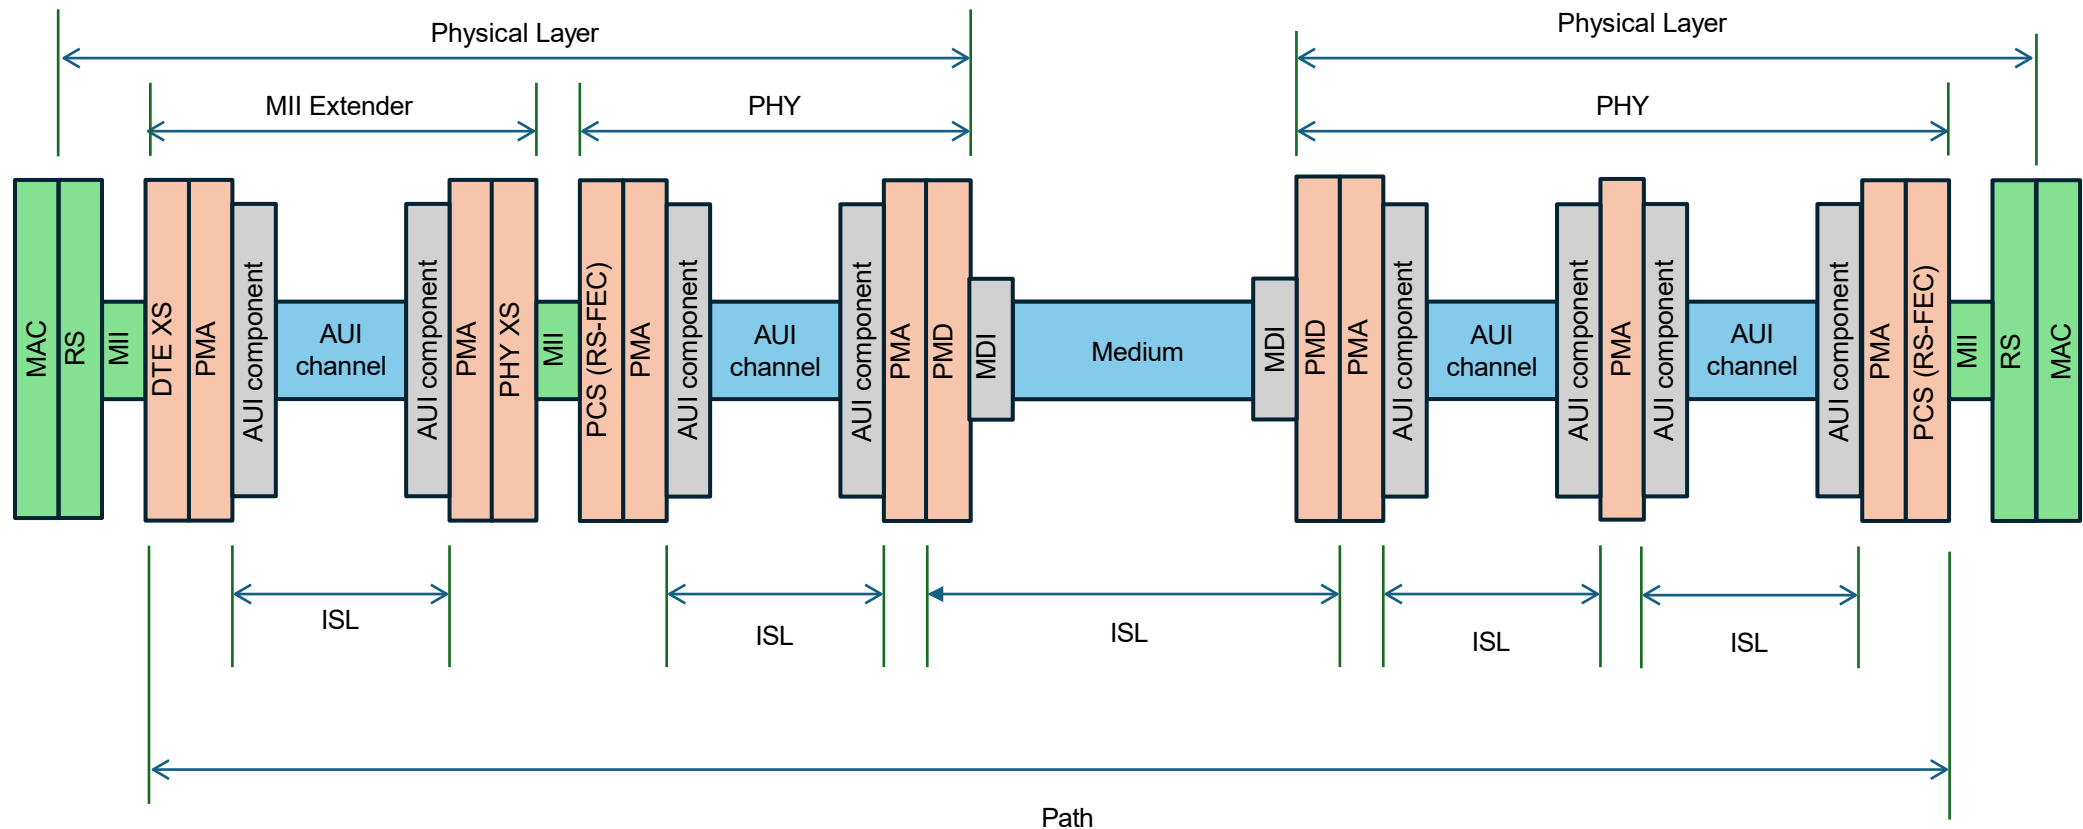 Physical Layer
Physical Layer
MII Extender
PHY
PHY
MAC
RS
MII
DTE XS
PMA
AUI component
AUI
channel
AUI component
PMA
PHY XS
MII
PCS (RS-FEC)
PMA
AUI component
AUI
channel
AUI component
PMA
PMD
MDI
Medium
MDI
PMD
PMA
AUI component
AUI
channel
AUI component
PMA
AUI component
AUI
channel
AUI component
PMA
PCS (RS-FEC)
MII
RS
MAC
ISL
ISL
ISL
ISL
ISL
Path